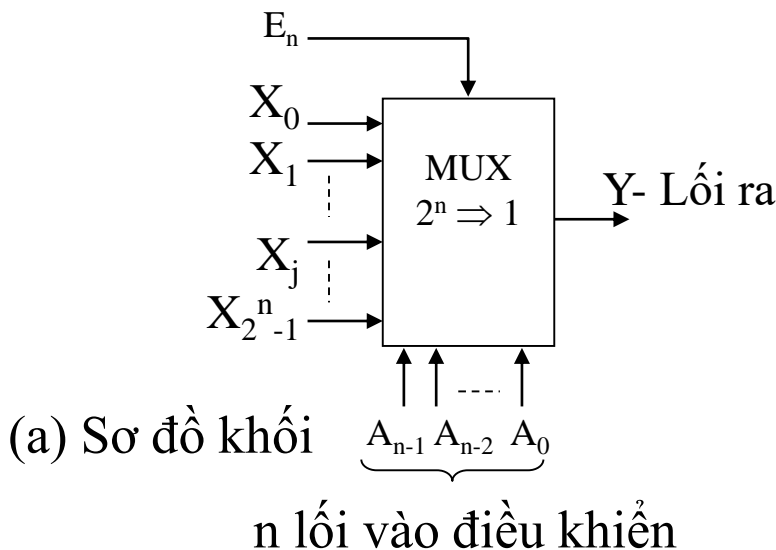 Eₙ
X₀
X₁
MUX
2ⁿ ⇒ 1
Y- Lối ra
Xⱼ
X₂ⁿ₋₁
(a) Sơ đồ khối
Aₙ₋₁ Aₙ₋₂ A₀
n lối vào điều khiển